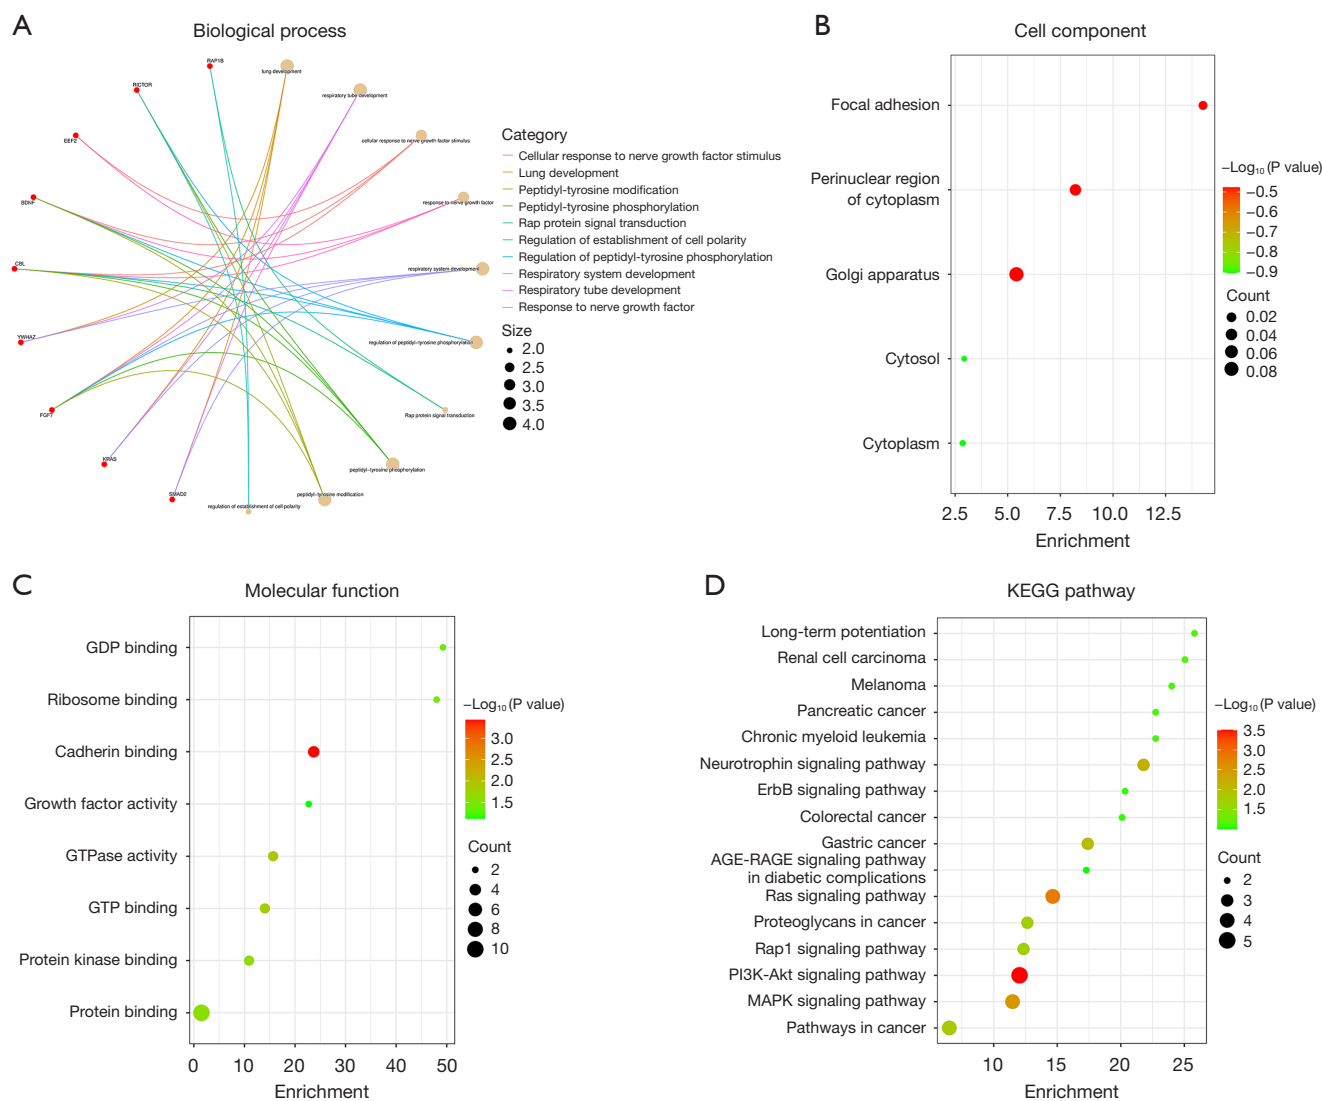 A
Biological process
RAP1B
RICTOR
EEF2
BDNF
CBL
YWHAZ
FGF7
KRAS
SMAD2
lung development
respiratory tube development
cellular response to nerve growth factor stimulus
response to nerve growth factor
respiratory system development
regulation of peptidyl−tyrosine phosphorylation
Rap protein signal transduction
peptidyl−tyrosine phosphorylation
peptidyl−tyrosine modification
regulation of establishment of cell polarity
Category
Cellular response to nerve growth factor stimulus
Lung development
Peptidyl-tyrosine modification
Peptidyl-tyrosine phosphorylation
Rap protein signal transduction
Regulation of establishment of cell polarity
Regulation of peptidyl-tyrosine phosphorylation
Respiratory system development
Respiratory tube development
Response to nerve growth factor
Size
2.0
2.5
3.0
3.5
4.0
B
Cell component
Focal adhesion
Perinuclear region
of cytoplasm
Golgi apparatus
Cytosol
Cytoplasm
2.5 5.0 7.5 10.0 12.5
Enrichment
−Log10 (P value)
−0.5
−0.6
−0.7
−0.8
−0.9
Count
0.02
0.04
0.06
0.08
C
Molecular function
GDP binding
Ribosome binding
Cadherin binding
Growth factor activity
GTPase activity
GTP binding
Protein kinase binding
Protein binding
0 10 20 30 40 50
Enrichment
−Log10 (P value)
3.0
2.5
2.0
1.5
Count
2
4
6
8
10
D
KEGG pathway
Long-term potentiation
Renal cell carcinoma
Melanoma
Pancreatic cancer
Chronic myeloid leukemia
Neurotrophin signaling pathway
ErbB signaling pathway
Colorectal cancer
Gastric cancer
AGE-RAGE signaling pathway
in diabetic complications
Ras signaling pathway
Proteoglycans in cancer
Rap1 signaling pathway
PI3K-Akt signaling pathway
MAPK signaling pathway
Pathways in cancer
10 15 20 25
Enrichment
−Log10 (P value)
3.5
3.0
2.5
2.0
1.5
Count
2
3
4
5